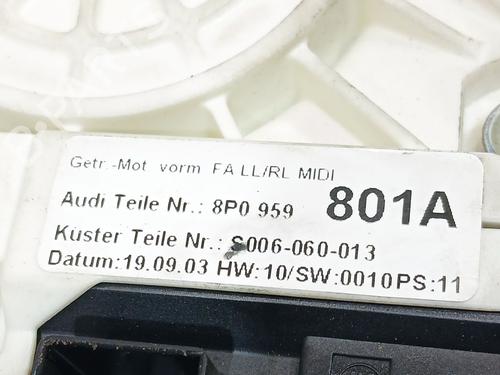 Getr.-Mot. vorm. FA LL/RL MIDI
Audi Teile Nr.: 8P0 959 801A
Küster Teile Nr.: S006-060-013
Datum:19.09.03 HW:10/SW:0010PS:11